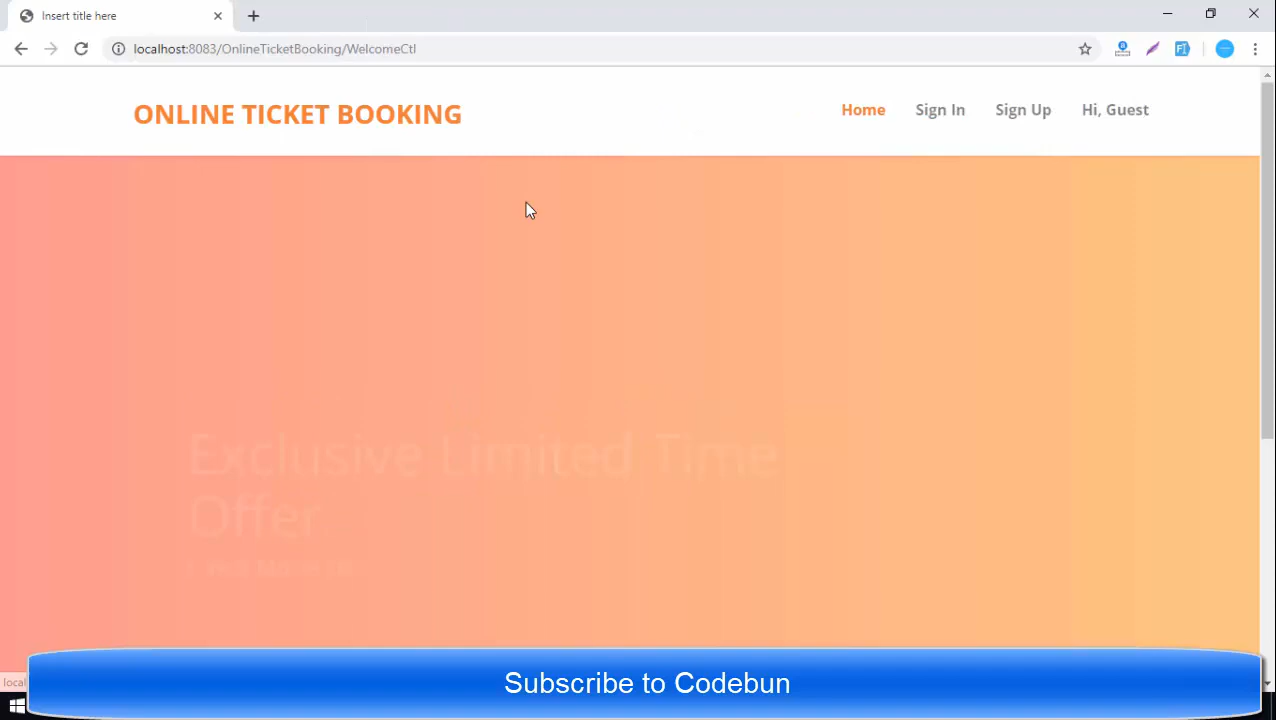 Insert title here
localhost:8083/OnlineTicketBooking/WelcomeCtl
ONLINE TICKET BOOKING
Home
Sign In
Sign Up
Hi, Guest
Exclusive Limited Time
Offer
local
Subscribe to Codebun